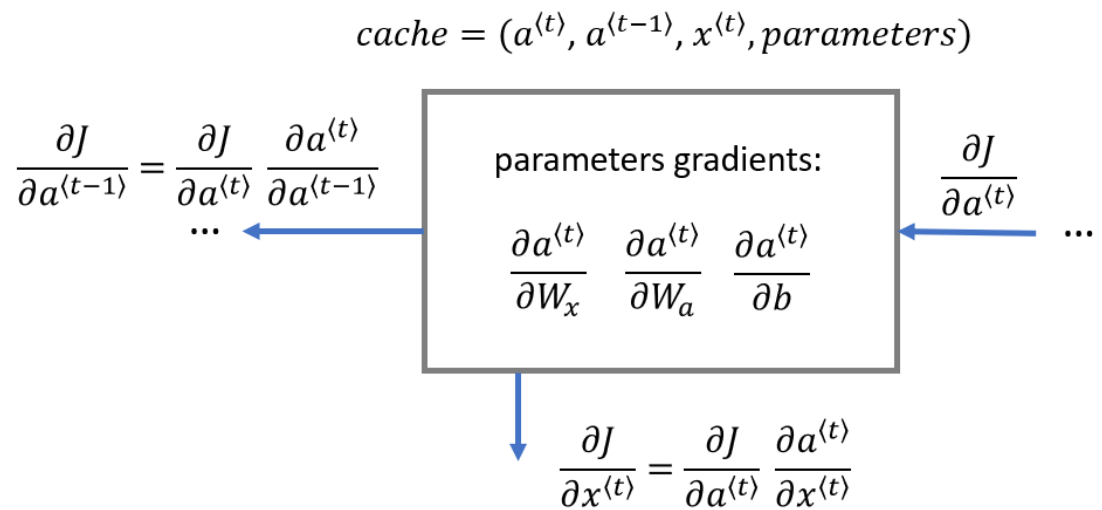 cache = (a⟨t⟩, a⟨t−1⟩, x⟨t⟩, parameters)
∂J/∂a⟨t−1⟩ = ∂J/∂a⟨t⟩ ∂a⟨t⟩/∂a⟨t−1⟩
...
parameters gradients:
∂a⟨t⟩/∂Wₓ ∂a⟨t⟩/∂Wₐ ∂a⟨t⟩/∂b
∂J/∂a⟨t⟩
...
∂J/∂x⟨t⟩ = ∂J/∂a⟨t⟩ ∂a⟨t⟩/∂x⟨t⟩